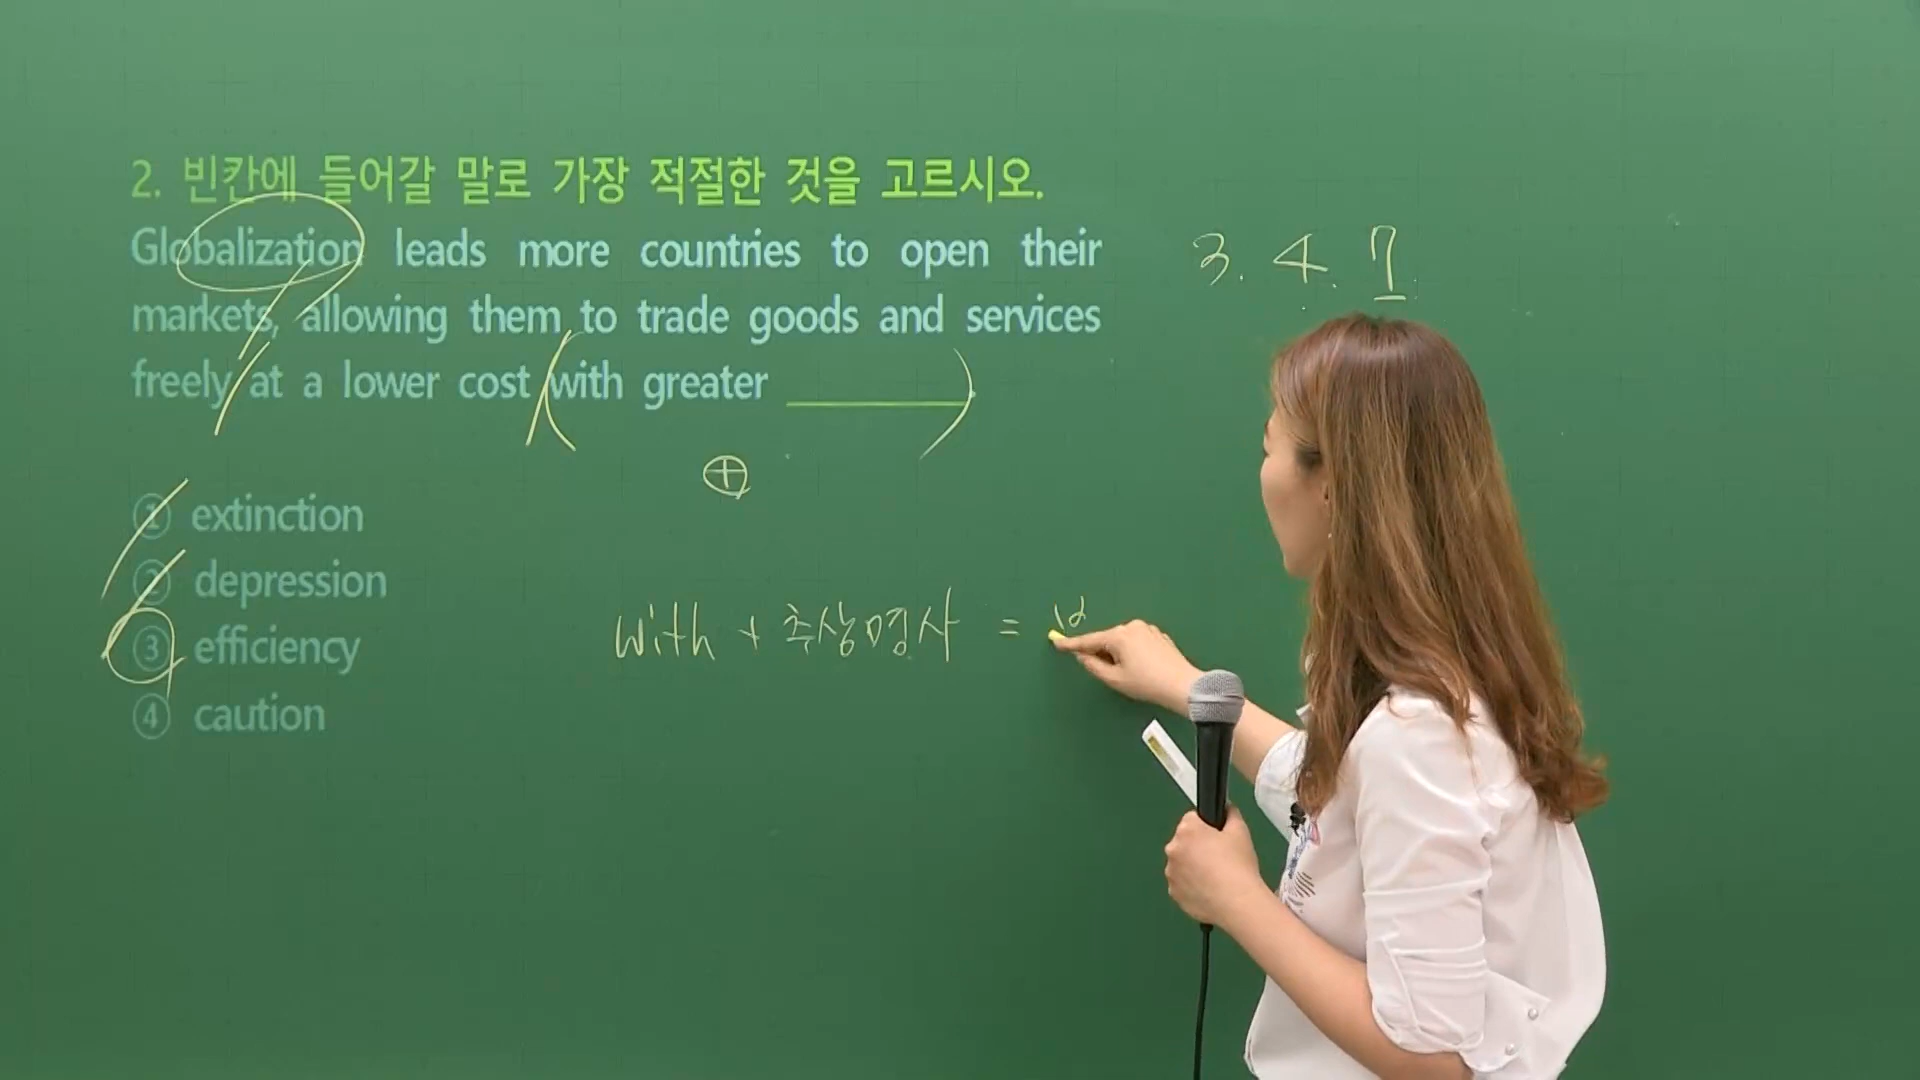 2. 빈칸에 들어갈 말로 가장 적절한 것을 고르시오.
Globalization leads more countries to open their
markets, allowing them to trade goods and services
freely at a lower cost with greater
① extinction
② depression
③ efficiency
④ caution
3. 4. 7
with + 추상명사 =